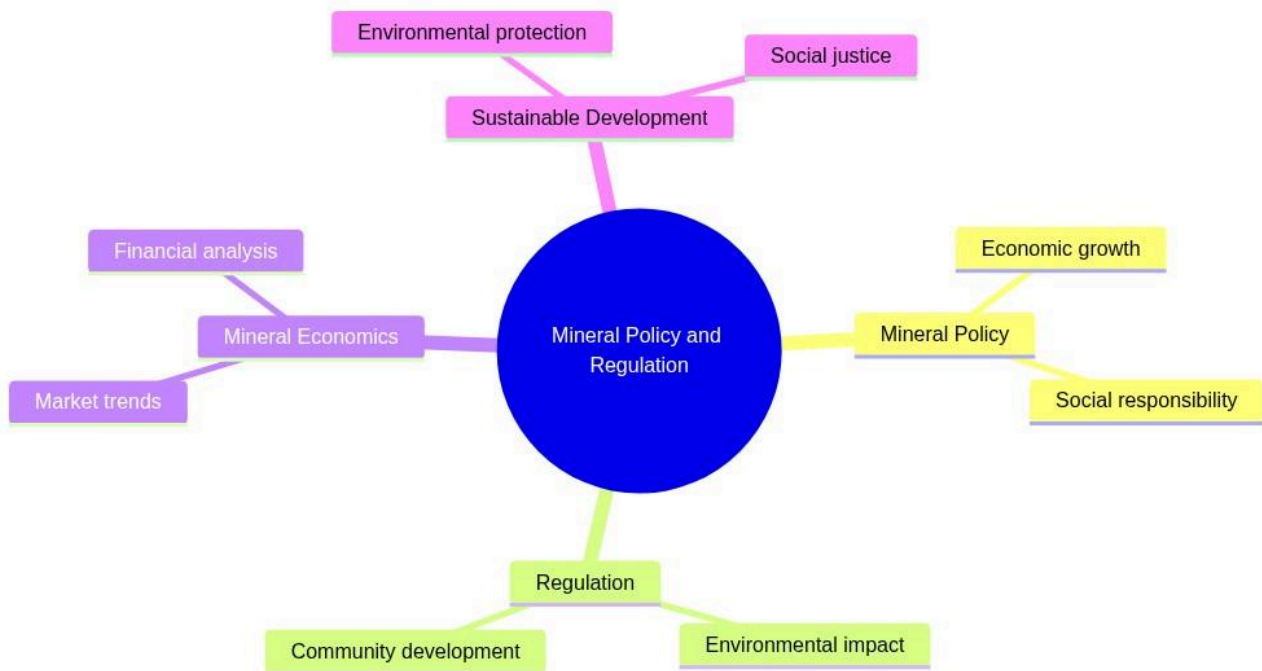 Environmental protection
Social justice
Sustainable Development
Financial analysis
Economic growth
Mineral Economics
Mineral Policy and
Regulation
Mineral Policy
Market trends
Social responsibility
Regulation
Community development
Environmental impact